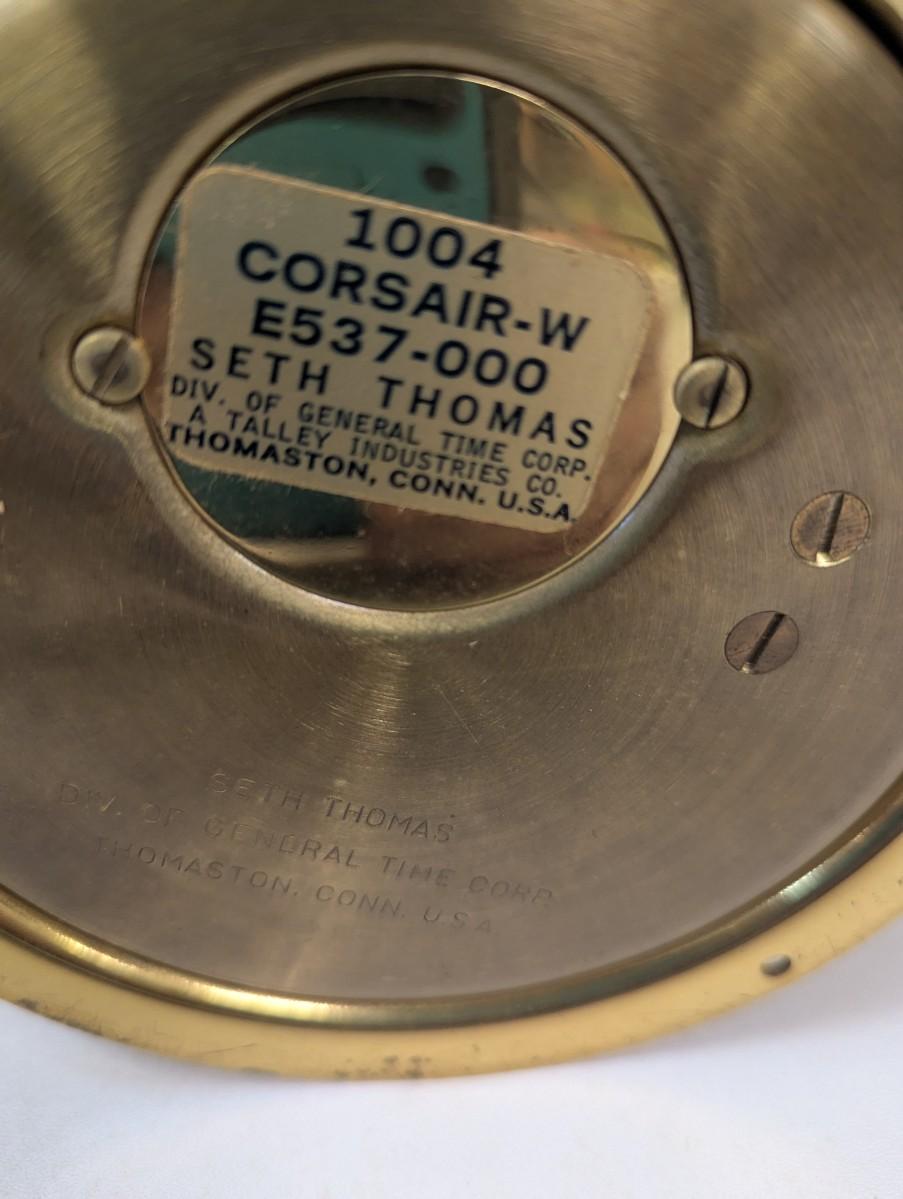 1004
CORSAIR-W
E537-000
SETH THOMAS
DIV. OF GENERAL TIME CORP.
A TALLEY INDUSTRIES CO.
THOMASTON, CONN. U.S.A.
SETH THOMAS
DIV. OF GENERAL TIME CORP.
THOMASTON, CONN. U.S.A